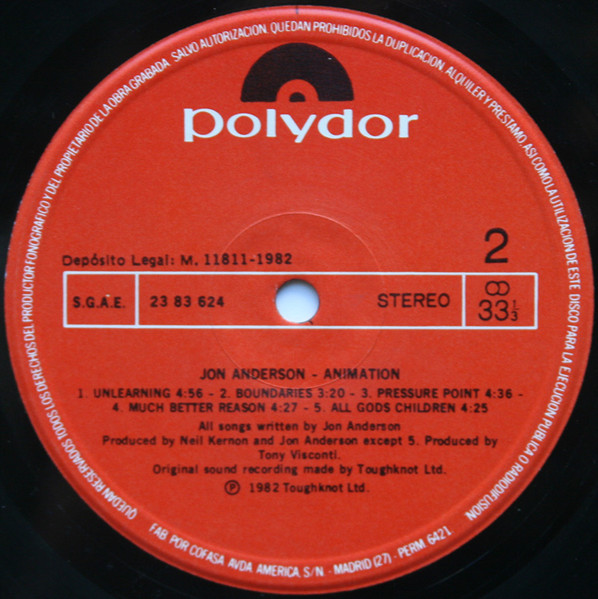 QUEDAN RESERVADOS TODOS LOS DERECHOS DEL PRODUCTOR FONOGRAFICO Y DEL PROPIETARIO DE LA OBRA GRABADA. SALVO AUTORIZACION. QUEDAN PROHIBIDOS LA DUPLICACION, ALQUILER Y PRESTAMO, ASI COMO LA UTILIZACION DE ESTE DISCO PARA LA EJECUCION PUBLICA O RADIODIFUSION.
polydor
2
Depósito Legal: M. 11811-1982
S.G.A.E. 23 83 624 STEREO 33 1/3
JON ANDERSON - ANIMATION
1. UNLEARNING 4:56 - 2. BOUNDARIES 3:20 - 3. PRESSURE POINT 4:36 -
4. MUCH BETTER REASON 4:27 - 5. ALL GODS CHILDREN 4:25
All songs written by Jon Anderson
Produced by Neil Kernon and Jon Anderson except 5. Produced by
Tony Visconti.
Original sound recording made by Toughknot Ltd.
Ⓟ 1982 Toughknot Ltd.
FAB. POR COFASA. AVDA. AMERICA, S/N. - MADRID (27) - PERM 6421.